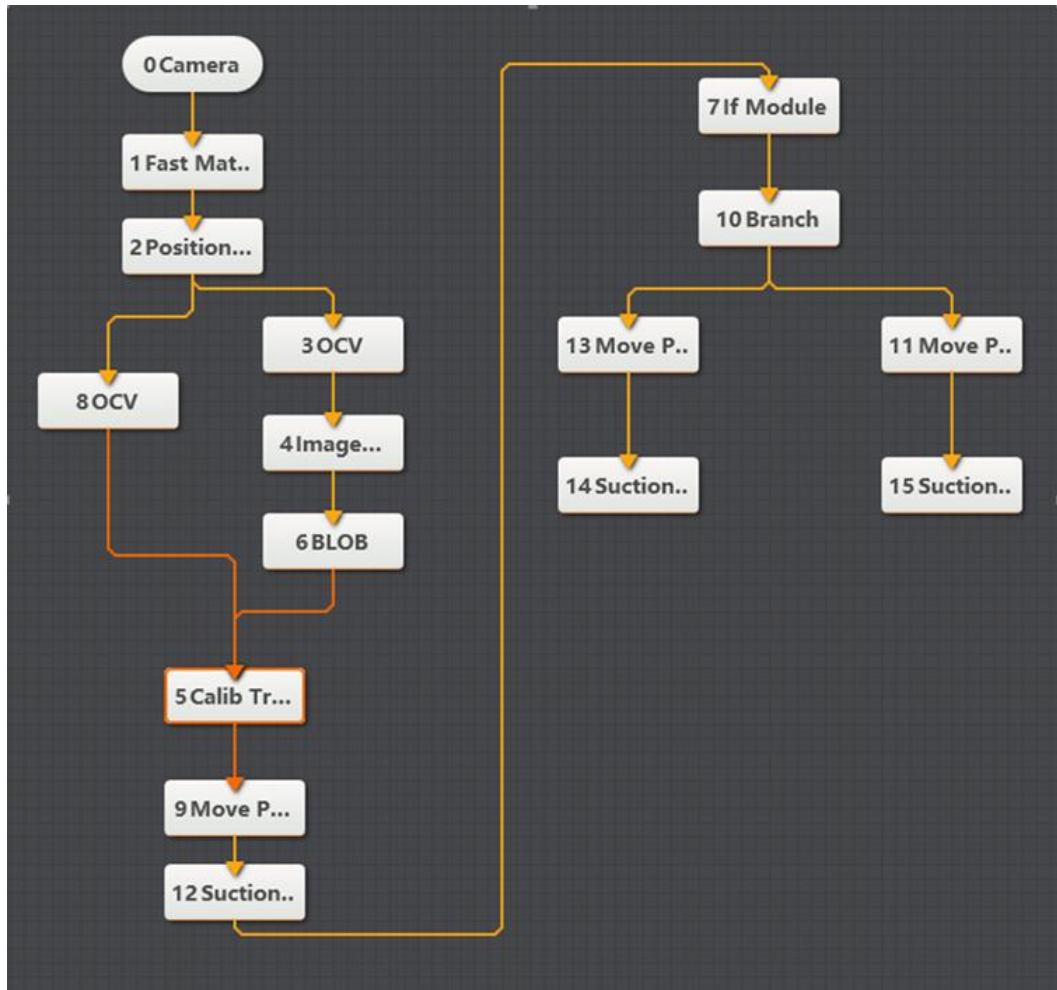 0 Camera
1 Fast Mat..
2 Position...
3 OCV
8 OCV
4 Image...
6 BLOB
5 Calib Tr...
9 Move P...
12 Suction..
7 If Module
10 Branch
13 Move P..
11 Move P..
14 Suction..
15 Suction..